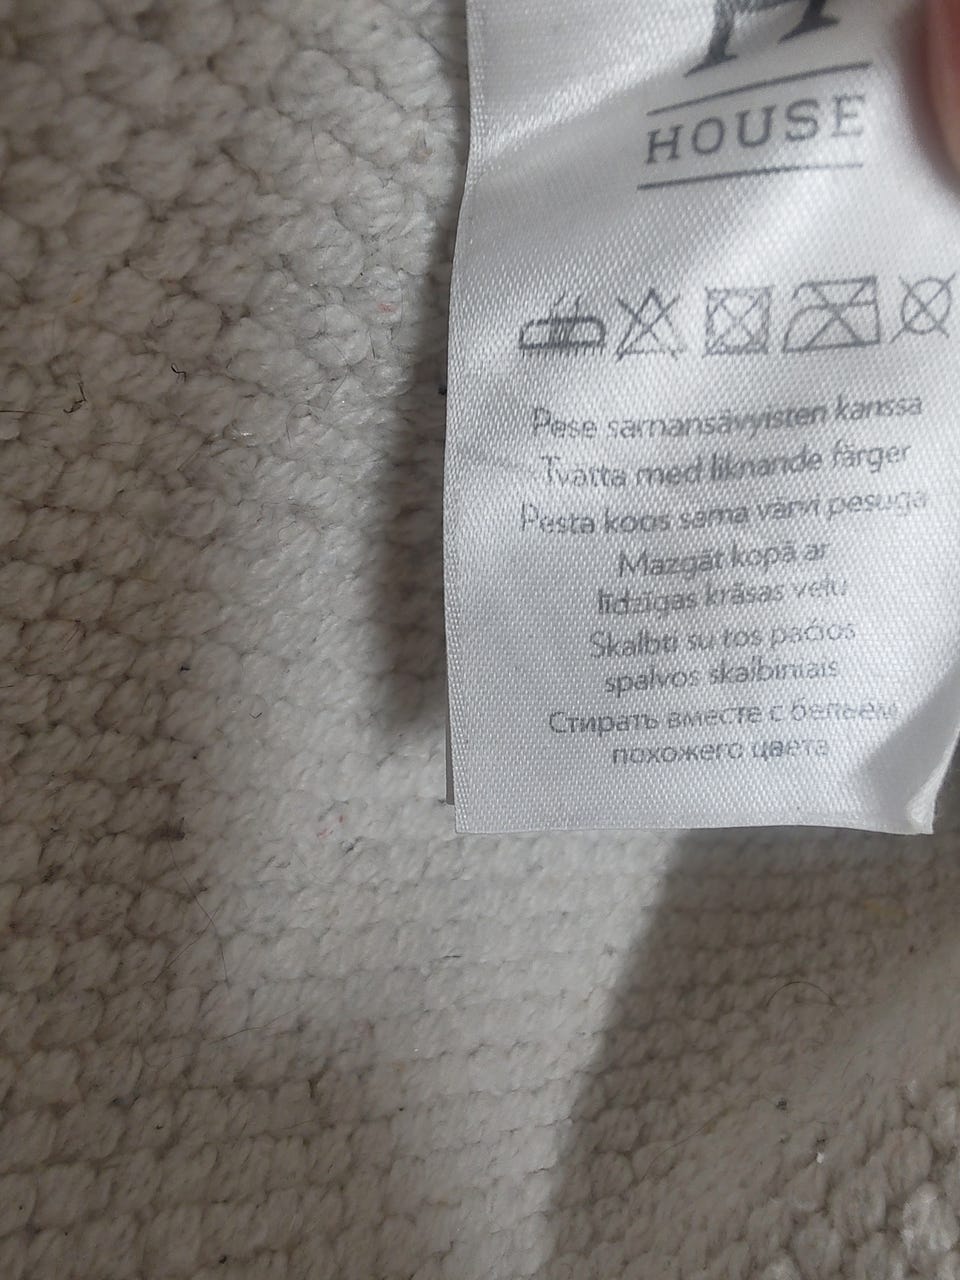 HOUSE
Pese samansävyisten kanssa
Tvätta med liknande färger
Pesta koos sama värvi pesuga
Mazgāt kopā ar
līdzīgas krāsas veļu
Skalbti su tos pačios
spalvos skalbiniais
Стирать вместе с бельём
похожего цвета